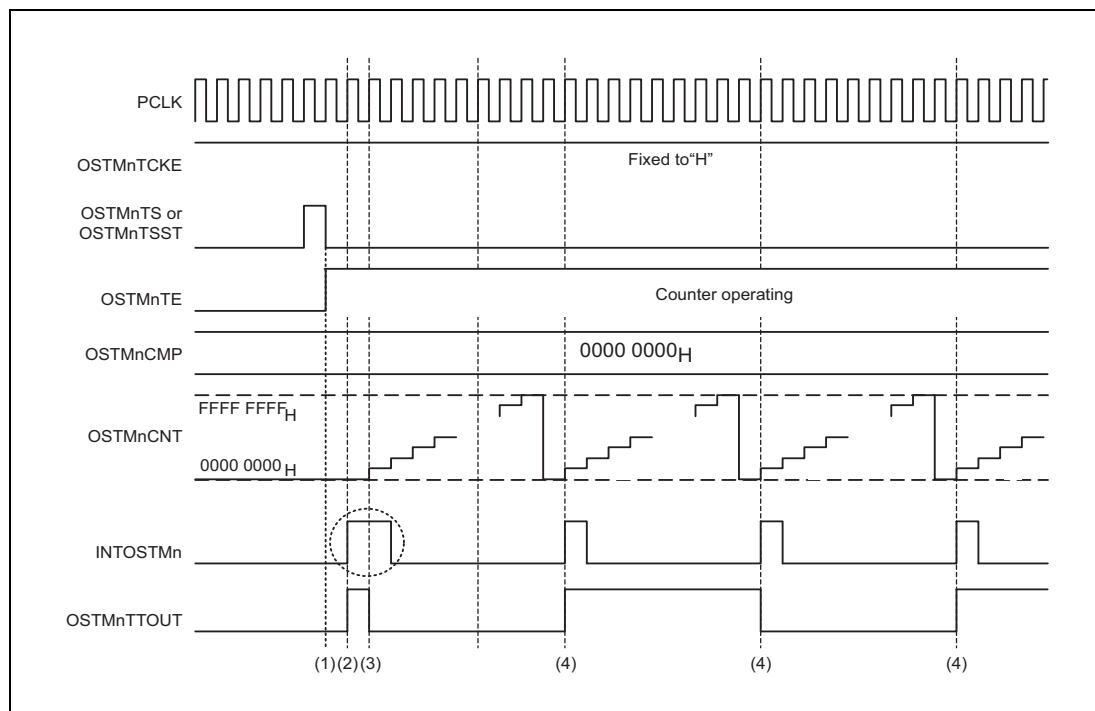 PCLK
OSTMnTCKE
Fixed to“H”
OSTMnTS or
OSTMnTSST
OSTMnTE
Counter operating
OSTMnCMP
0000 0000H
FFFF FFFFH
OSTMnCNT
0000 0000H
INTOSTMn
OSTMnTTOUT
(1) (2) (3) (4) (4) (4)